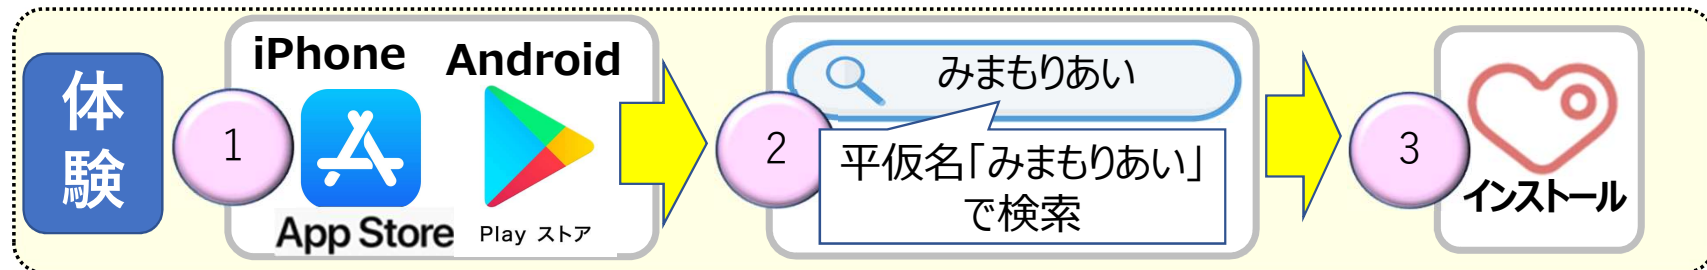 体験
1
iPhone
App Store
Android
Play ストア
2
みまもりあい
平仮名「みまもりあい」
で検索
3
インストール